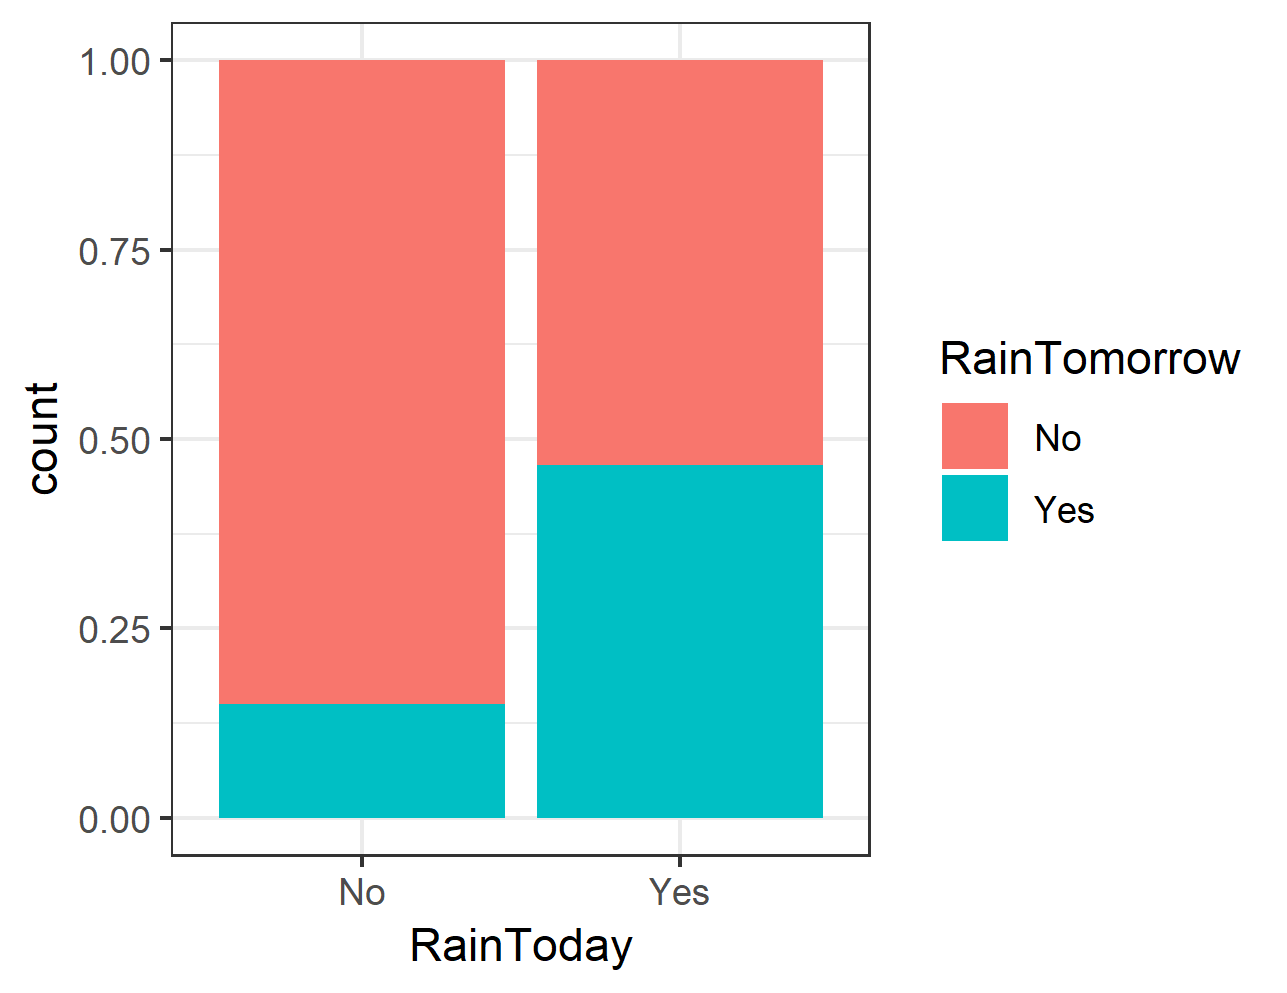 1.00
0.75
0.50
0.25
0.00
count
No
Yes
RainToday
RainTomorrow
No
Yes